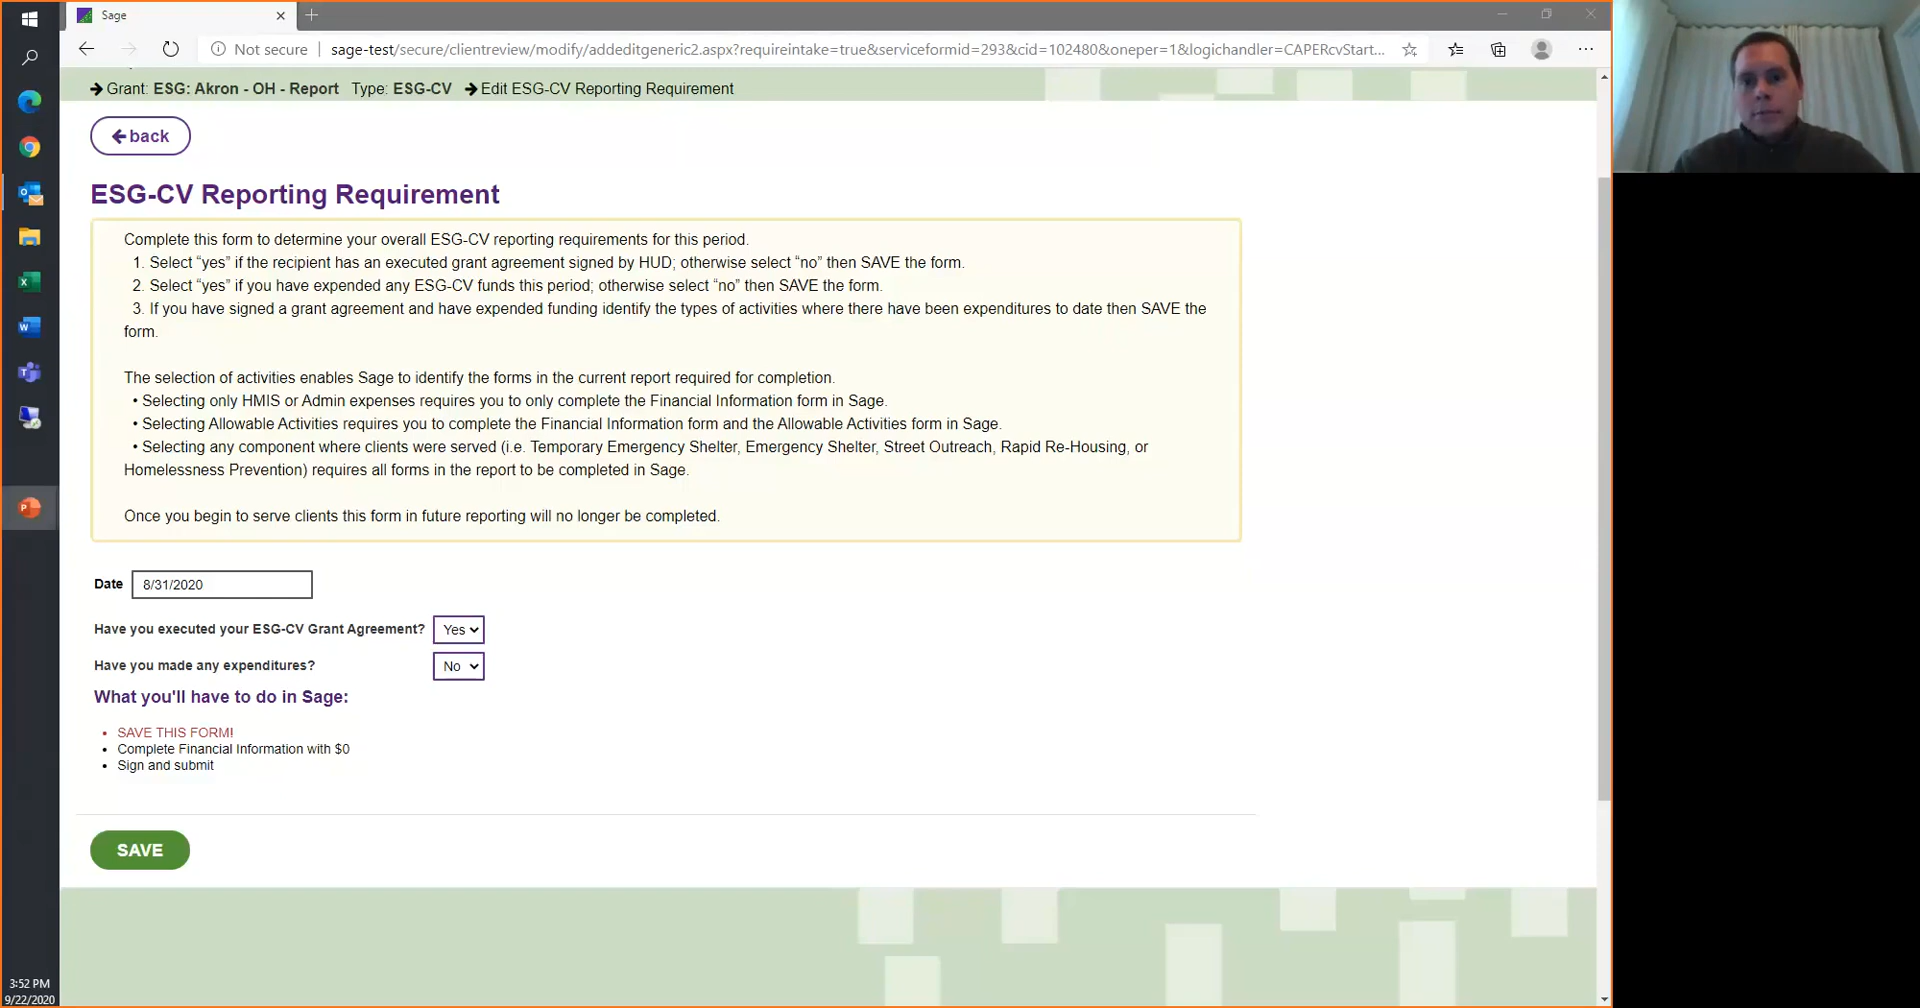 Sage
Not secure | sage-test/secure/clientreview/modify/addeditgeneric2.aspx?requireintake=true&serviceformid=293&cid=102480&oneper=1&logichandler=CAPERcvStart...
Grant: ESG: Akron - OH - Report Type: ESG-CV Edit ESG-CV Reporting Requirement
back
ESG-CV Reporting Requirement
Complete this form to determine your overall ESG-CV reporting requirements for this period.
1. Select “yes” if the recipient has an executed grant agreement signed by HUD; otherwise select “no” then SAVE the form.
2. Select “yes” if you have expended any ESG-CV funds this period; otherwise select “no” then SAVE the form.
3. If you have signed a grant agreement and have expended funding identify the types of activities where there have been expenditures to date then SAVE the
form.
The selection of activities enables Sage to identify the forms in the current report required for completion.
• Selecting only HMIS or Admin expenses requires you to only complete the Financial Information form in Sage.
• Selecting Allowable Activities requires you to complete the Financial Information form and the Allowable Activities form in Sage.
• Selecting any component where clients were served (i.e. Temporary Emergency Shelter, Emergency Shelter, Street Outreach, Rapid Re-Housing, or
Homelessness Prevention) requires all forms in the report to be completed in Sage.
Once you begin to serve clients this form in future reporting will no longer be completed.
Date 8/31/2020
Have you executed your ESG-CV Grant Agreement? Yes
Have you made any expenditures? No
What you'll have to do in Sage:
• SAVE THIS FORM!
• Complete Financial Information with $0
• Sign and submit
SAVE
3:52 PM
9/22/2020